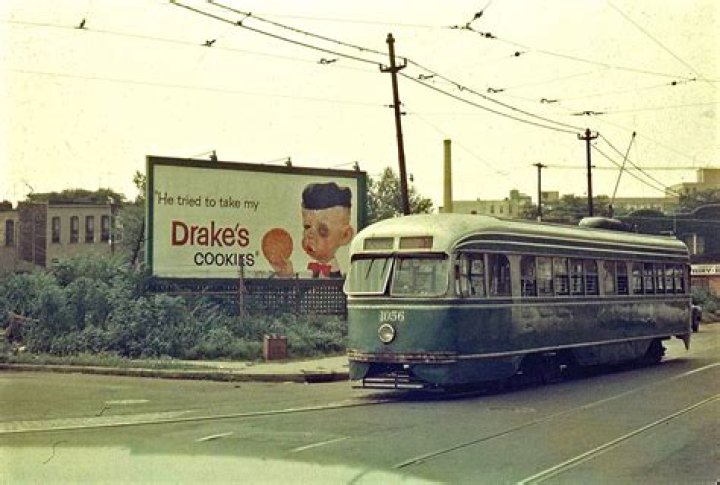 "He tried to take my
Drake's
COOKIES"
1056